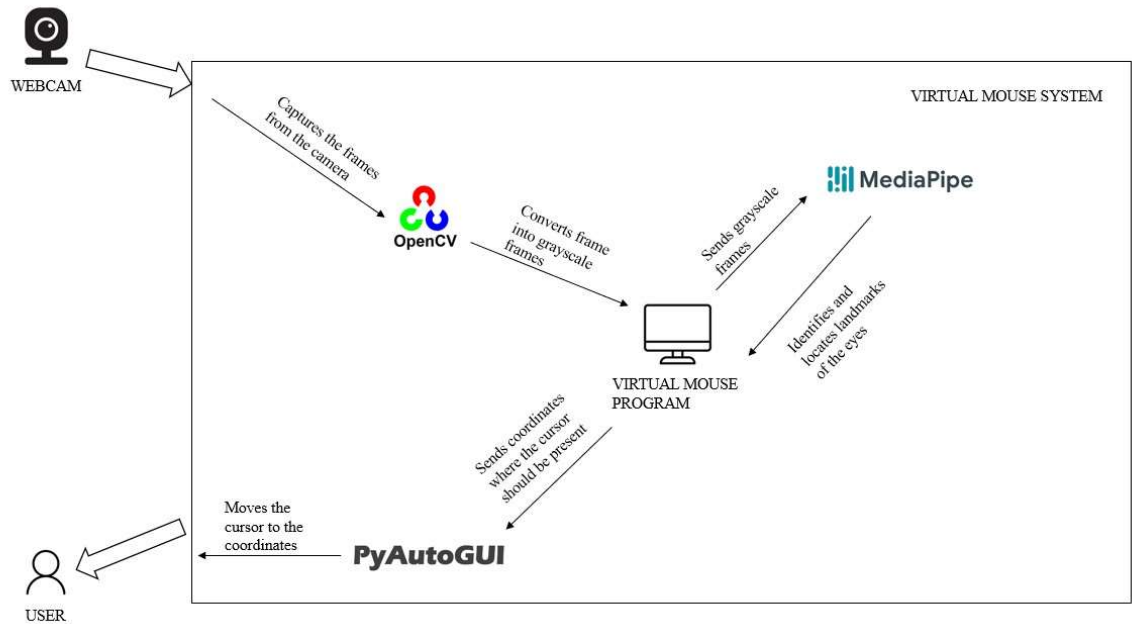 WEBCAM
VIRTUAL MOUSE SYSTEM
Captures the frames
from the camera
OpenCV
MediaPipe
Converts frame
into grayscale
frames
Sends grayscale
frames
Identifies and
locates landmarks
of the eyes
VIRTUAL MOUSE
PROGRAM
Sends coordinates
where the cursor
should be present
Moves the
cursor to the
coordinates
PyAutoGUI
USER